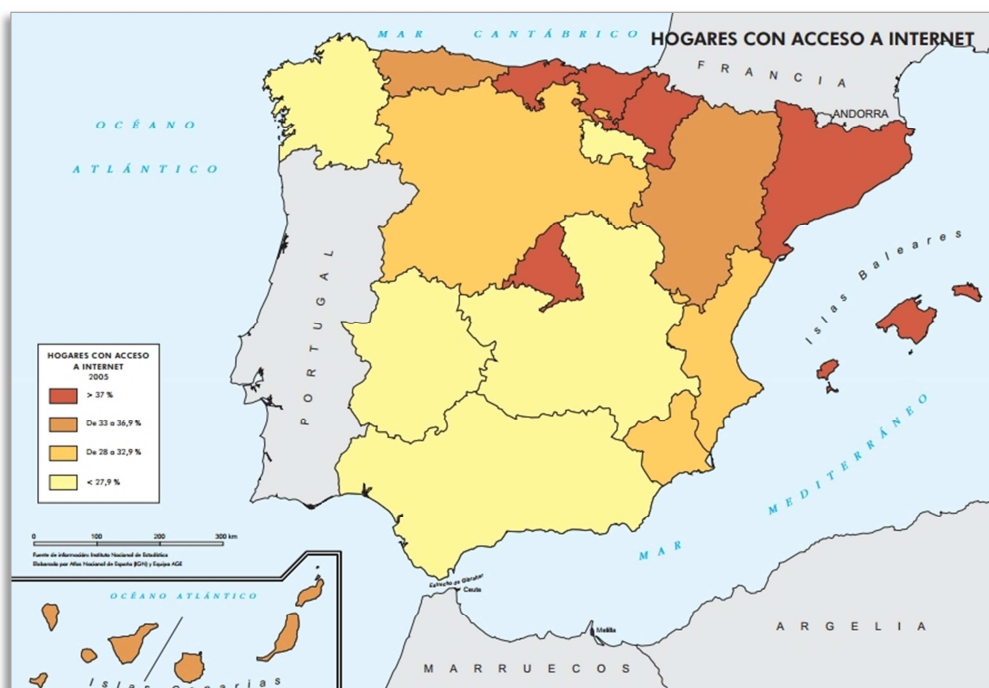 HOGARES CON ACCESO A INTERNET
MAR CANTÁBRICO
FRANCIA
ANDORRA
OCÉANO
ATLÁNTICO
PORTUGAL
Islas Baleares
MAR MEDITERRÁNEO
HOGARES CON ACCESO
A INTERNET
2005
> 37 %
De 33 a 36,9 %
De 28 a 32,9 %
< 27,9 %
0 100 200 300 km
Fuente de información: Instituto Nacional de Estadística
Elaborado por Atlas Nacional de España (IGN) y Equipo AGE
Estrecho de Gibraltar
Ceuta
Melilla
OCÉANO ATLÁNTICO
Islas Canarias
MARRUECOS
ARGELIA